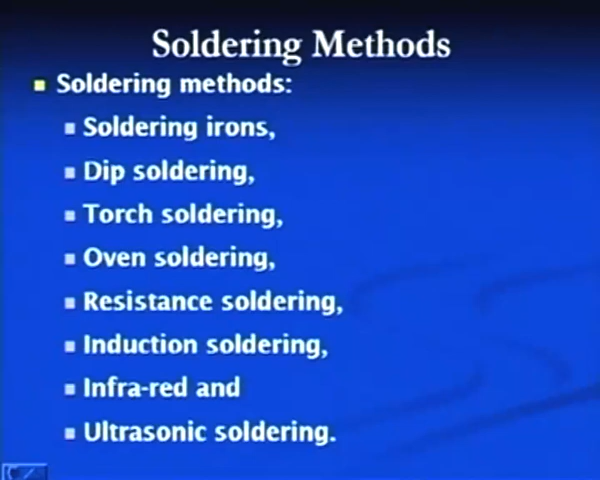 Soldering Methods
Soldering methods:
Soldering irons,
Dip soldering,
Torch soldering,
Oven soldering,
Resistance soldering,
Induction soldering,
Infra-red and
Ultrasonic soldering.